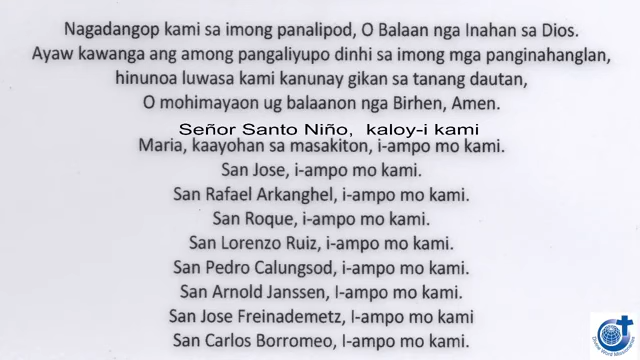 Nagadangop kami sa imong panalipod, O Balaan nga Inahan sa Dios.
Ayaw kawanga ang among pangaliyupo dinhi sa imong mga panginahanglan,
hinunoa luwasa kami kanunay gikan sa tanang dautan,
O mohimayaon ug balaanon nga Birhen, Amen.
Señor Santo Niño, kaloy-i kami
Maria, kaayohan sa masakiton, i-ampo mo kami.
San Jose, i-ampo mo kami.
San Rafael Arkanghel, i-ampo mo kami.
San Roque, i-ampo mo kami.
San Lorenzo Ruiz, i-ampo mo kami.
San Pedro Calungsod, i-ampo mo kami.
San Arnold Janssen, I-ampo mo kami.
San Jose Freinademetz, I-ampo mo kami
San Carlos Borromeo, i-ampo mo kami.
Divine Word Missionaries